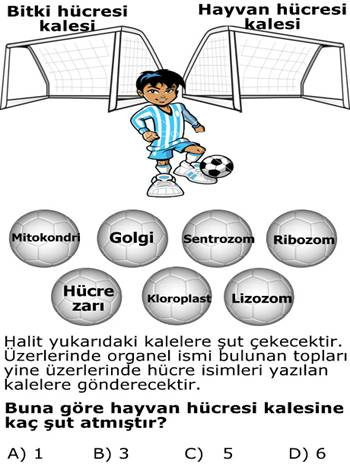 Bitki hücresi
kalesi
Hayvan hücresi
kalesi
Mitokondri
Golgi
Sentrozom
Ribozom
Hücre
zarı
Kloroplast
Lizozom
Halit yukarıdaki kalelere şut çekecektir.
Üzerlerinde organel ismi bulunan topları
yine üzerlerinde hücre isimleri yazılan
kalelere gönderecektir.
Buna göre hayvan hücresi kalesine
kaç şut atmıştır?
A) 1 B) 3 C) 5 D) 6